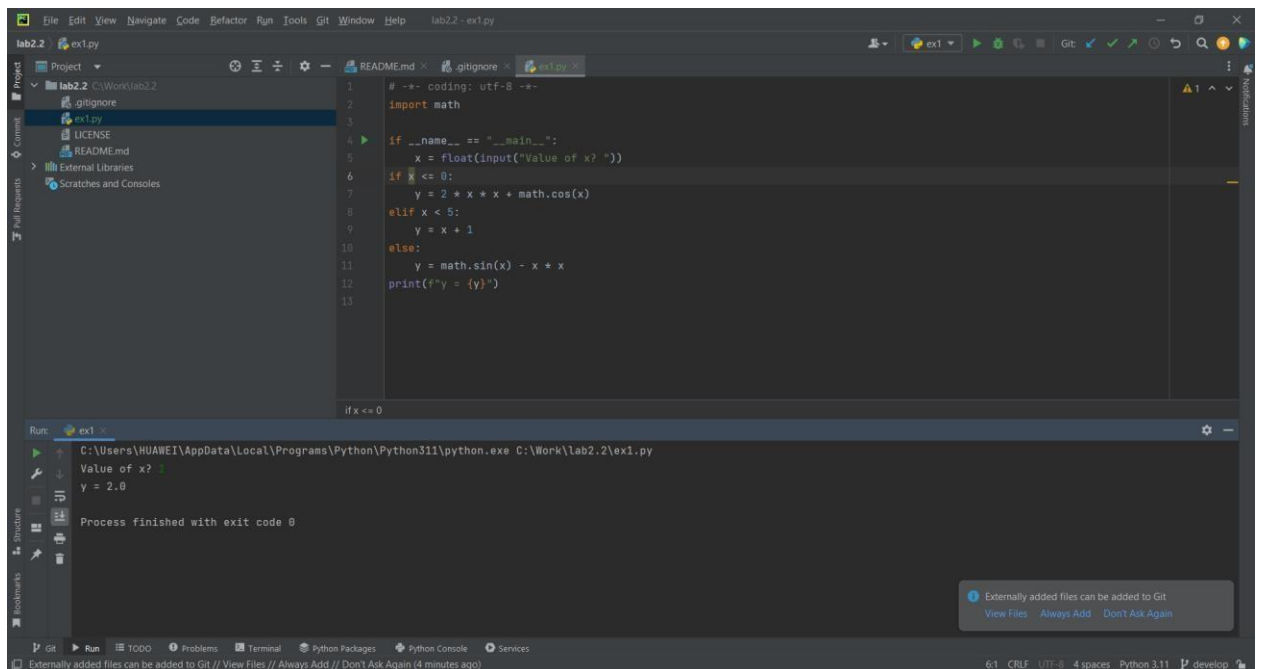 File Edit View Navigate Code Refactor Run Tools Git Window Help lab2.2 - ex1.py
lab2.2 ex1.py
ex1 Git:
Project
README.md .gitignore ex1.py
lab2.2 C:\Work\lab2.2
.gitignore
ex1.py
LICENSE
README.md
External Libraries
Scratches and Consoles
Project
Commit
Pull Requests
1 # -*- coding: utf-8 -*-
2 import math
3
4 if __name__ == "__main__":
5 x = float(input("Value of x? "))
6 if x <= 0:
7 y = 2 * x * x + math.cos(x)
8 elif x < 5:
9 y = x + 1
10 else:
11 y = math.sin(x) - x * x
12 print(f"y = {y}")
13
1
Notifications
if x <= 0
Run: ex1
C:\Users\HUAWEI\AppData\Local\Programs\Python\Python311\python.exe C:\Work\lab2.2\ex1.py
Value of x? 1
y = 2.0
Process finished with exit code 0
Structure
Bookmarks
Externally added files can be added to Git
View Files Always Add Don't Ask Again
Git Run TODO Problems Terminal Python Packages Python Console Services
Externally added files can be added to Git // View Files // Always Add // Don't Ask Again (4 minutes ago)
6:1 CRLF UTF-8 4 spaces Python 3.11 develop